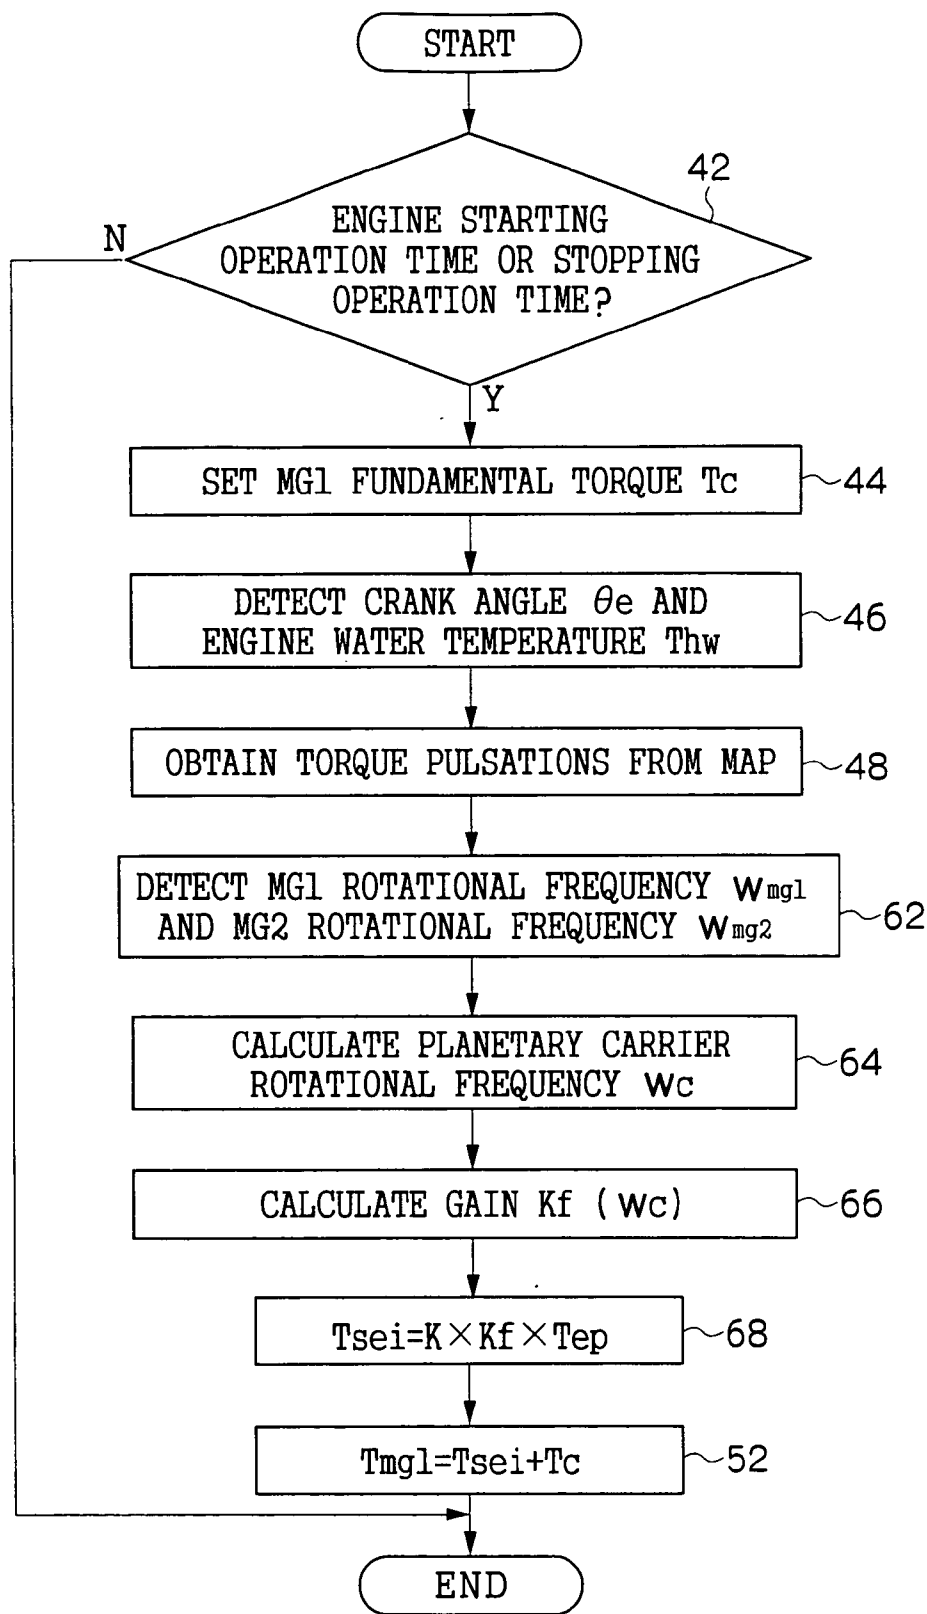 START
42
ENGINE STARTING
OPERATION TIME OR STOPPING
OPERATION TIME?
N
Y
SET MG1 FUNDAMENTAL TORQUE Tc
44
DETECT CRANK ANGLE θe AND
ENGINE WATER TEMPERATURE Thw
46
OBTAIN TORQUE PULSATIONS FROM MAP
48
DETECT MG1 ROTATIONAL FREQUENCY Wmg1
AND MG2 ROTATIONAL FREQUENCY Wmg2
62
CALCULATE PLANETARY CARRIER
ROTATIONAL FREQUENCY Wc
64
CALCULATE GAIN Kf (Wc)
66
Tsei=K×Kf×Tep
68
Tmg1=Tsei+Tc
52
END